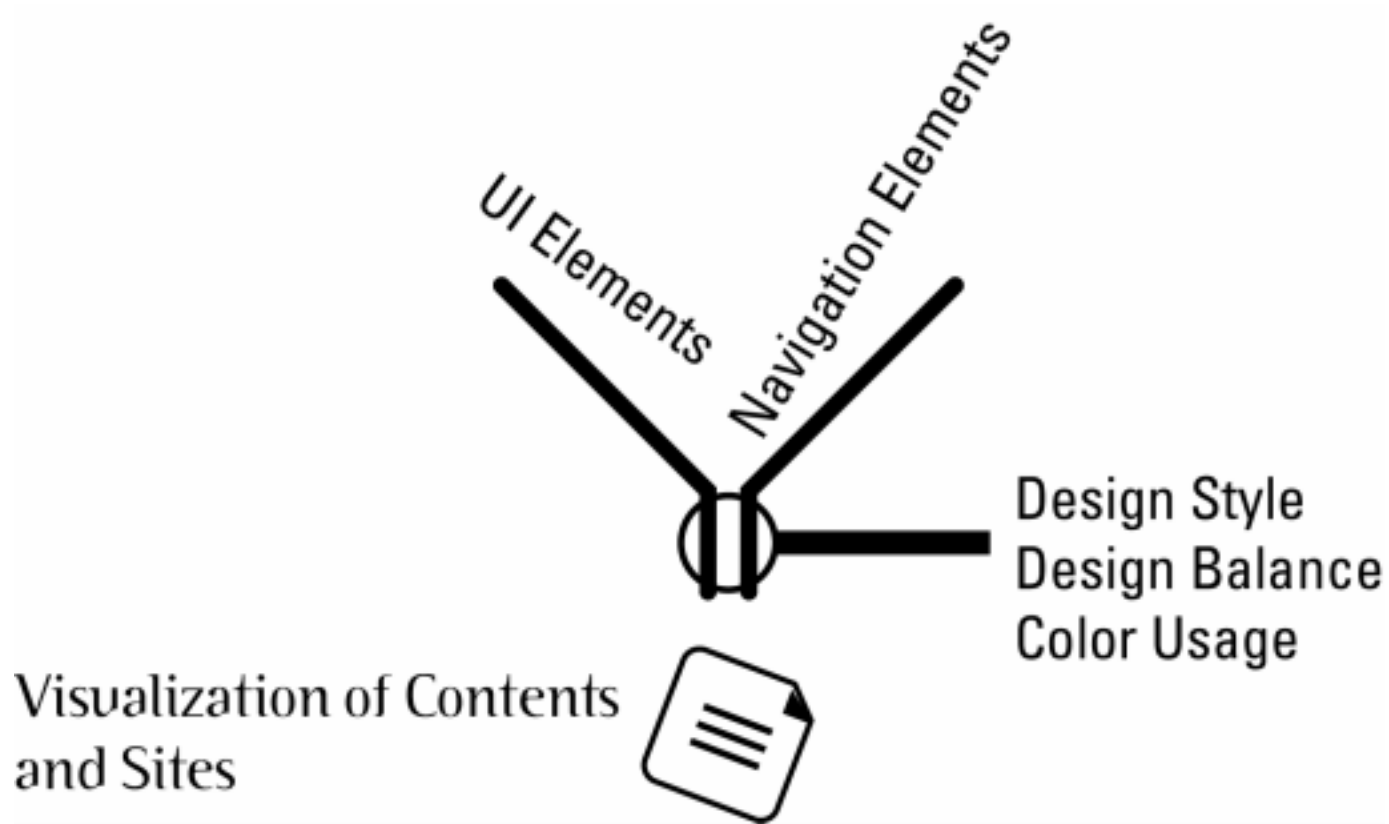 UI Elements
Navigation Elements
Design Style
Design Balance
Color Usage
Visualization of Contents
and Sites